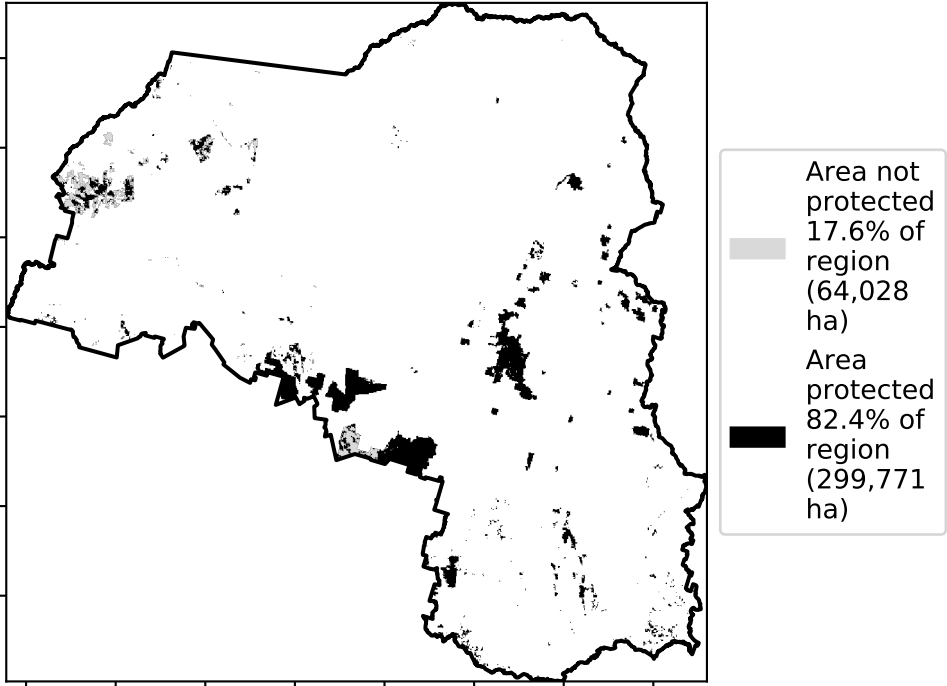 Area not
protected
17.6% of
region
(64,028
ha)
Area
protected
82.4% of
region
(299,771
ha)